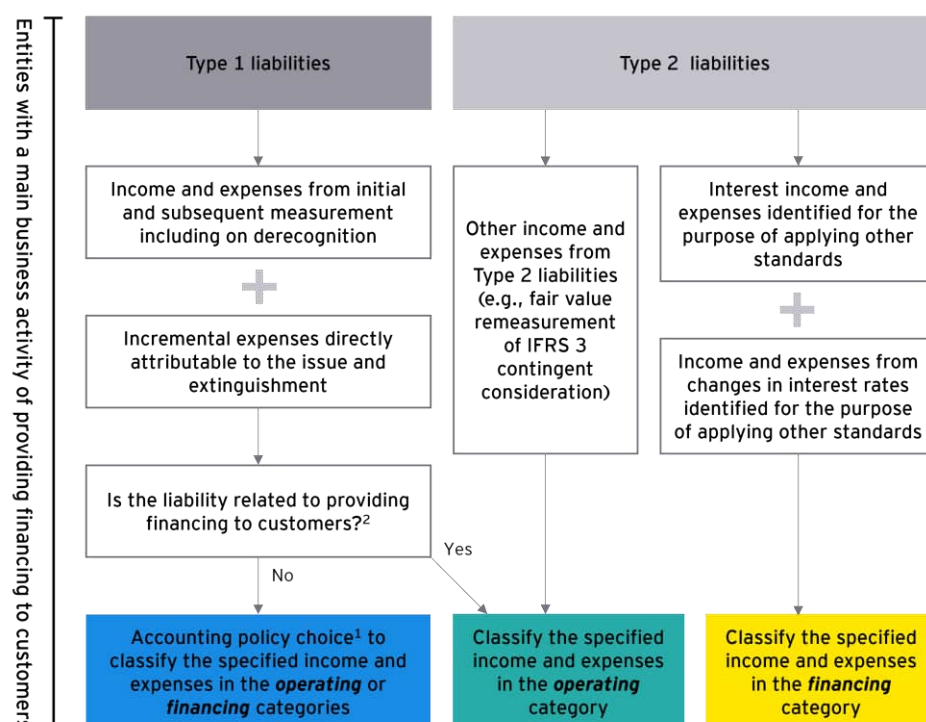 Entities with a main business activity of providing financing to customers
Type 1 liabilities
Type 2 liabilities
Income and expenses from initial
and subsequent measurement
including on derecognition
Incremental expenses directly
attributable to the issue and
extinguishment
Is the liability related to providing
financing to customers?²
No
Yes
Accounting policy choice¹ to
classify the specified income and
expenses in the operating or
financing categories
Other income and
expenses from
Type 2 liabilities
(e.g., fair value
remeasurement
of IFRS 3
contingent
consideration)
Classify the specified
income and expenses
in the operating
category
Interest income and
expenses identified for the
purpose of applying other
standards
Income and expenses from
changes in interest rates
identified for the purpose
of applying other standards
Classify the specified
income and expenses
in the financing
category